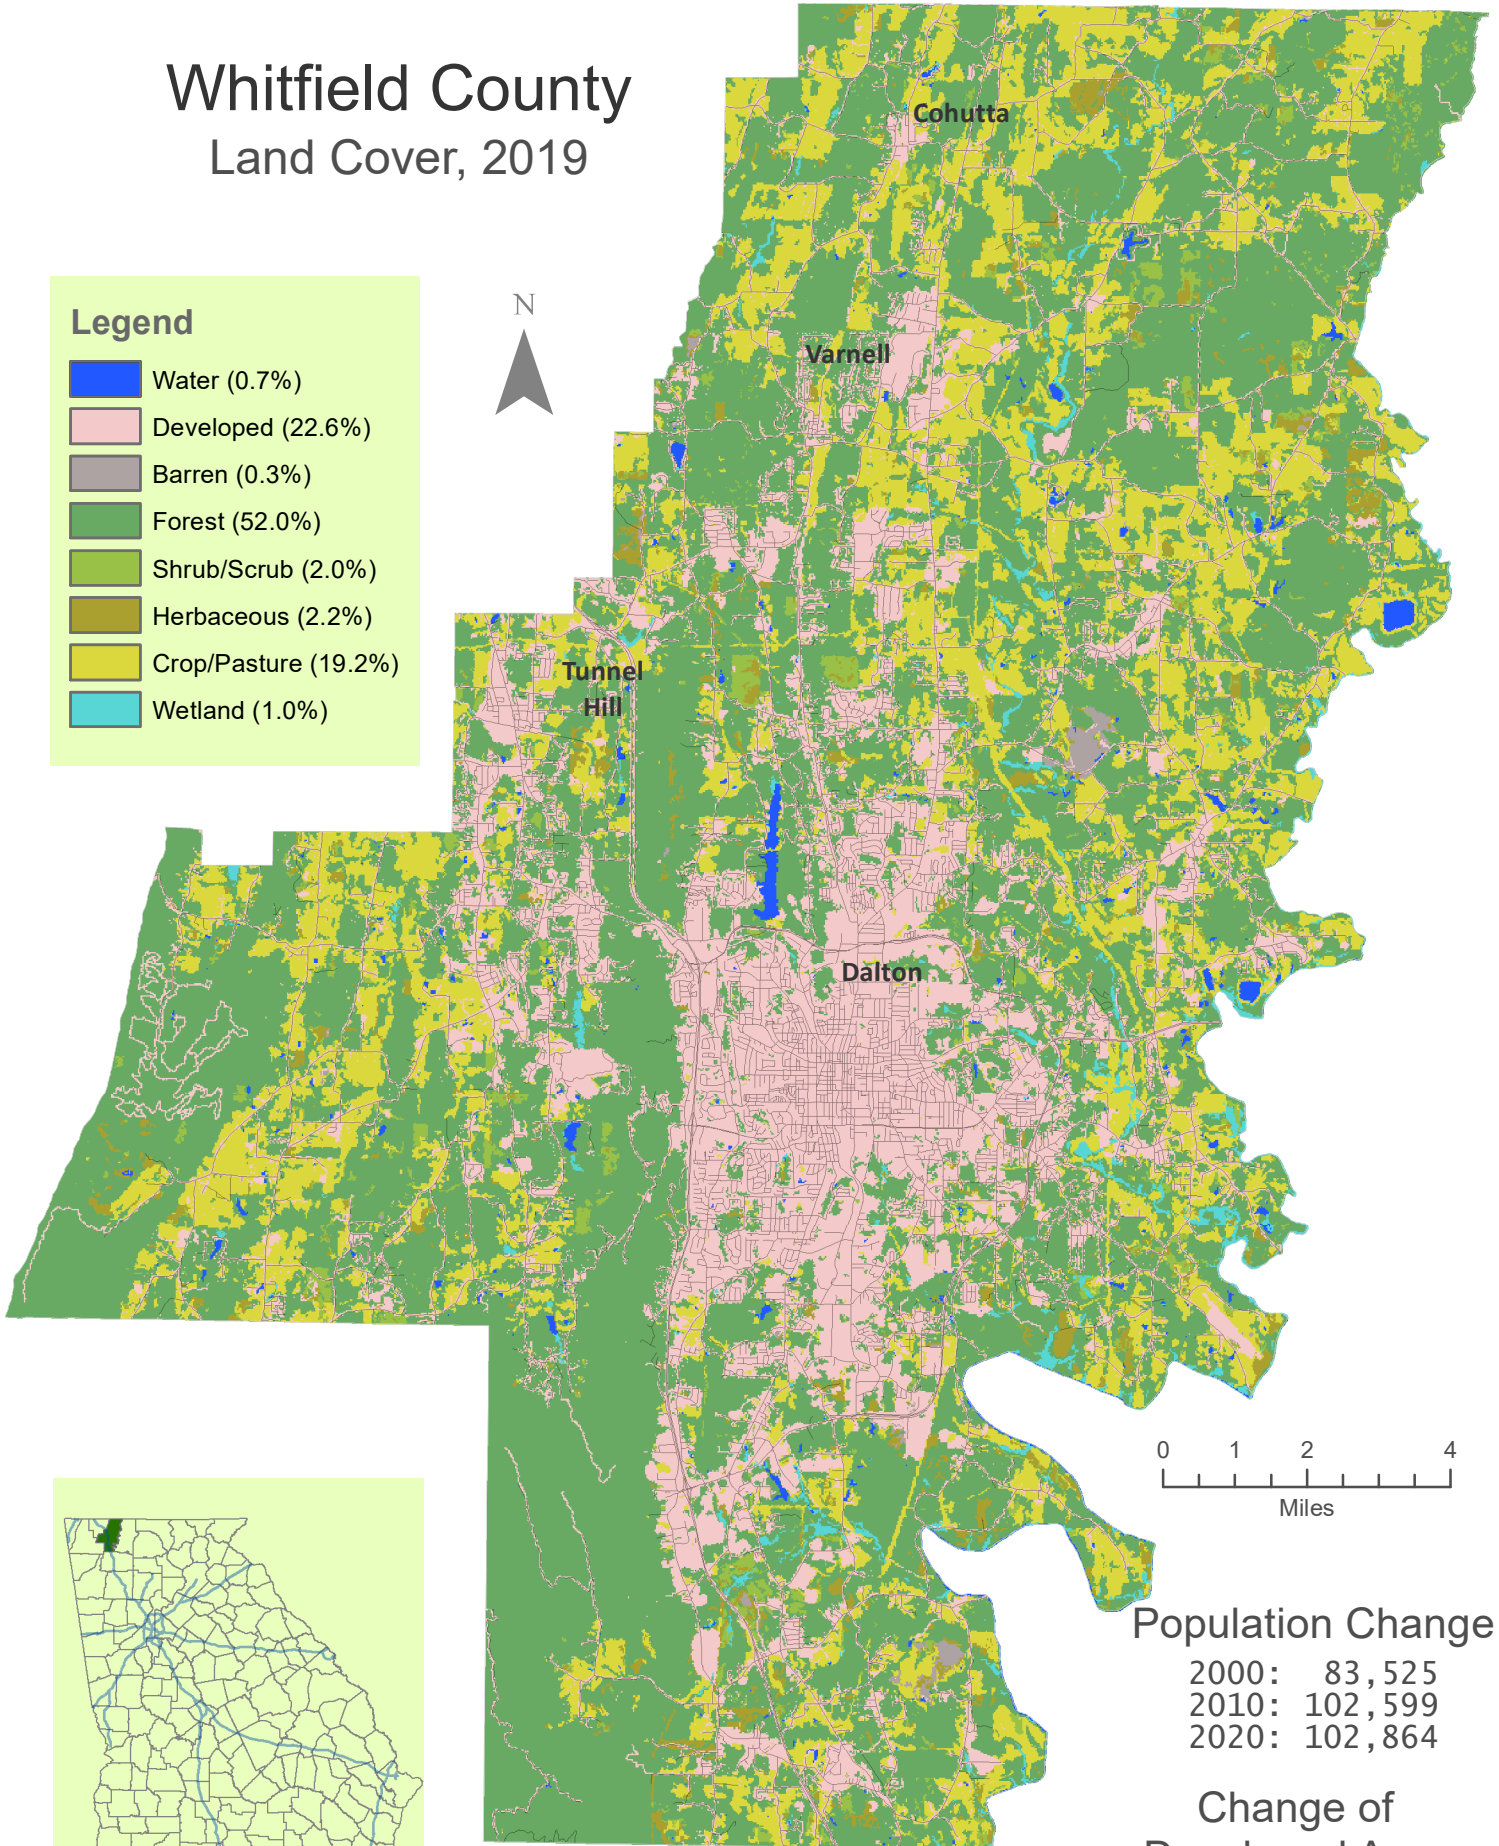 Whitfield County
Land Cover, 2019
Legend
Water (0.7%)
Developed (22.6%)
Barren (0.3%)
Forest (52.0%)
Shrub/Scrub (2.0%)
Herbaceous (2.2%)
Crop/Pasture (19.2%)
Wetland (1.0%)
N
Cohutta
Varnell
Tunnel
Hill
Dalton
0 1 2 4
Miles
Population Change
2000: 83,525
2010: 102,599
2020: 102,864
Change of